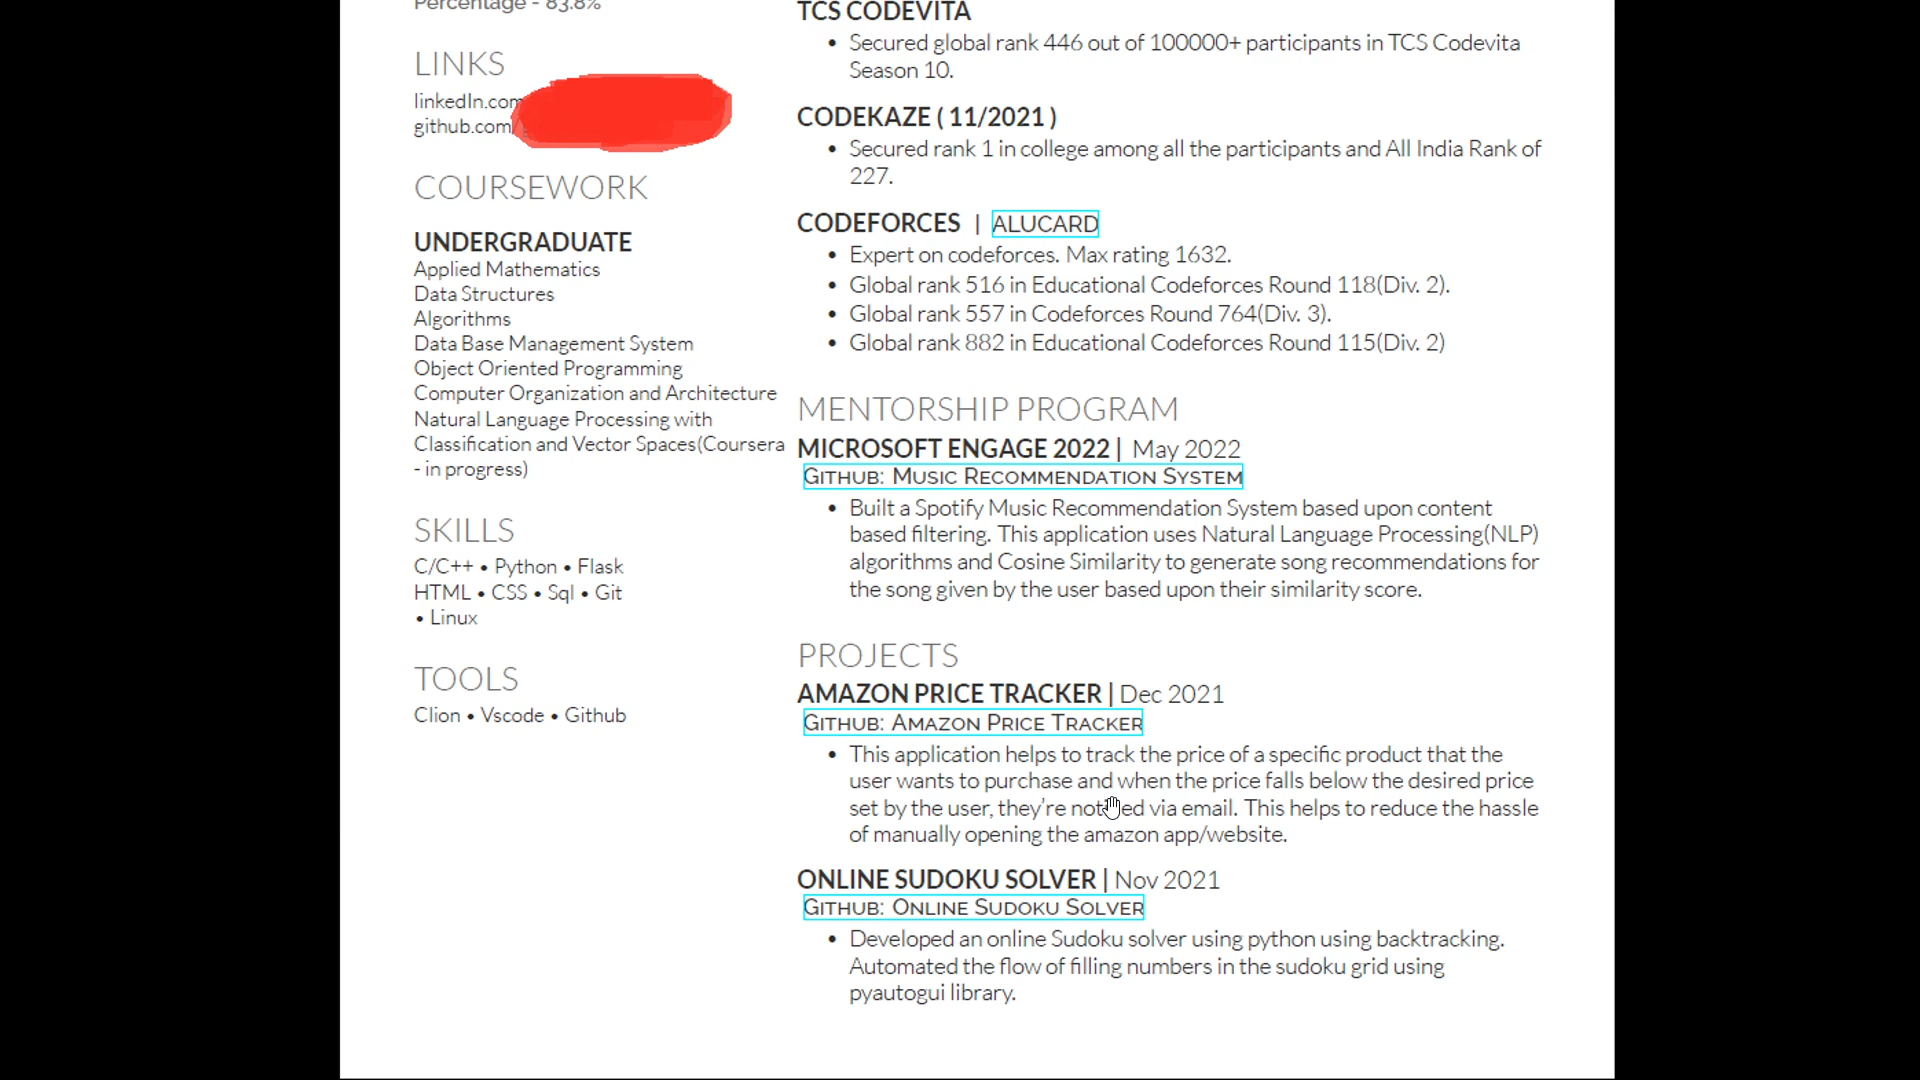 Percentage - 83.8%
LINKS
linkedIn.com
github.com/
COURSEWORK
UNDERGRADUATE
Applied Mathematics
Data Structures
Algorithms
Data Base Management System
Object Oriented Programming
Computer Organization and Architecture
Natural Language Processing with
Classification and Vector Spaces(Coursera
- in progress)
SKILLS
C/C++ • Python • Flask
HTML • CSS • Sql • Git
• Linux
TOOLS
Clion • Vscode • Github
TCS CODEVITA
• Secured global rank 446 out of 100000+ participants in TCS Codevita
Season 10.
CODEKAZE ( 11/2021 )
• Secured rank 1 in college among all the participants and All India Rank of
227.
CODEFORCES | ALUCARD
• Expert on codeforces. Max rating 1632.
• Global rank 516 in Educational Codeforces Round 118(Div. 2).
• Global rank 557 in Codeforces Round 764(Div. 3).
• Global rank 882 in Educational Codeforces Round 115(Div. 2)
MENTORSHIP PROGRAM
MICROSOFT ENGAGE 2022 | May 2022
GITHUB: MUSIC RECOMMENDATION SYSTEM
• Built a Spotify Music Recommendation System based upon content
based filtering. This application uses Natural Language Processing(NLP)
algorithms and Cosine Similarity to generate song recommendations for
the song given by the user based upon their similarity score.
PROJECTS
AMAZON PRICE TRACKER | Dec 2021
GITHUB: AMAZON PRICE TRACKER
• This application helps to track the price of a specific product that the
user wants to purchase and when the price falls below the desired price
set by the user, they're notified via email. This helps to reduce the hassle
of manually opening the amazon app/website.
ONLINE SUDOKU SOLVER | Nov 2021
GITHUB: ONLINE SUDOKU SOLVER
• Developed an online Sudoku solver using python using backtracking.
Automated the flow of filling numbers in the sudoku grid using
pyautogui library.